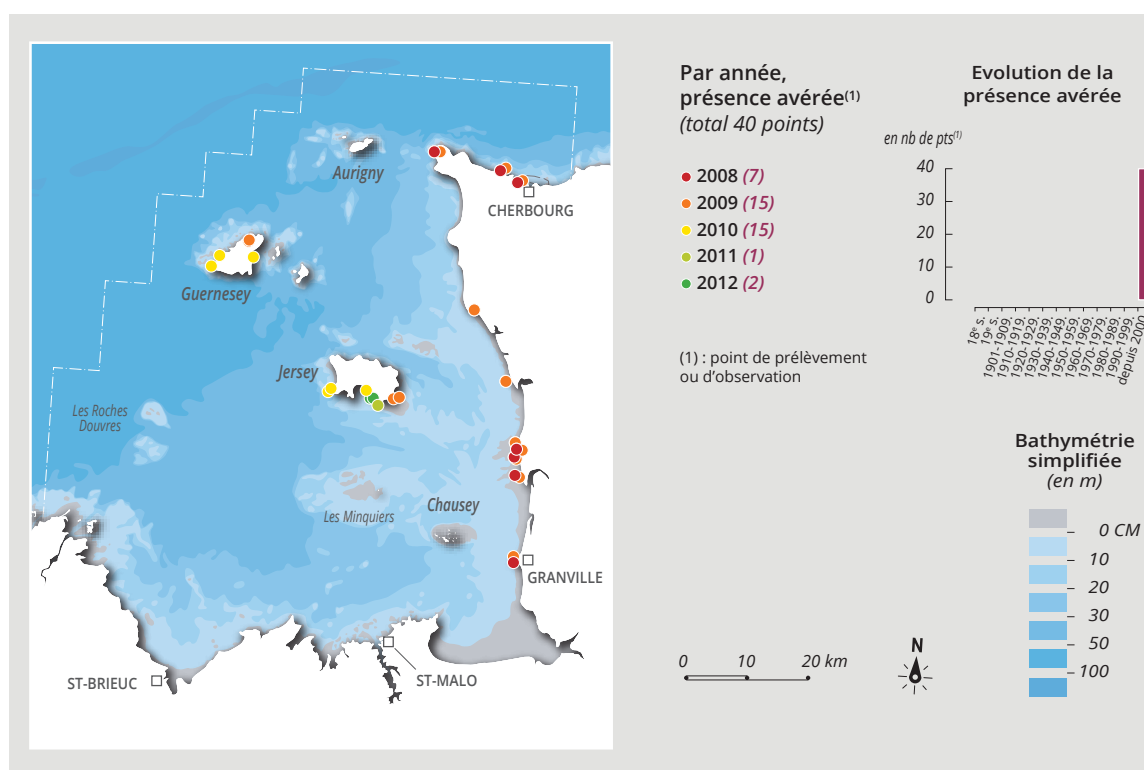 Aurigny
CHERBOURG
Guernesey
Jersey
Les Roches
Douvres
Les Minquiers
Chausey
GRANVILLE
ST-BRIEUC
ST-MALO
Par année,
présence avérée(1)
(total 40 points)
2008 (7)
2009 (15)
2010 (15)
2011 (1)
2012 (2)
(1) : point de prélèvement
ou d'observation
0 10 20 km
N
Evolution de la
présence avérée
en nb de pts(1)
40
30
20
10
0
18e s.
19e s.
1901-1909.
1910-1919.
1920-1929.
1930-1939.
1940-1949.
1950-1959.
1960-1969.
1970-1979.
1980-1989.
1990-1999.
depuis 2000
Bathymétrie
simplifiée
(en m)
0 CM
10
20
30
50
100